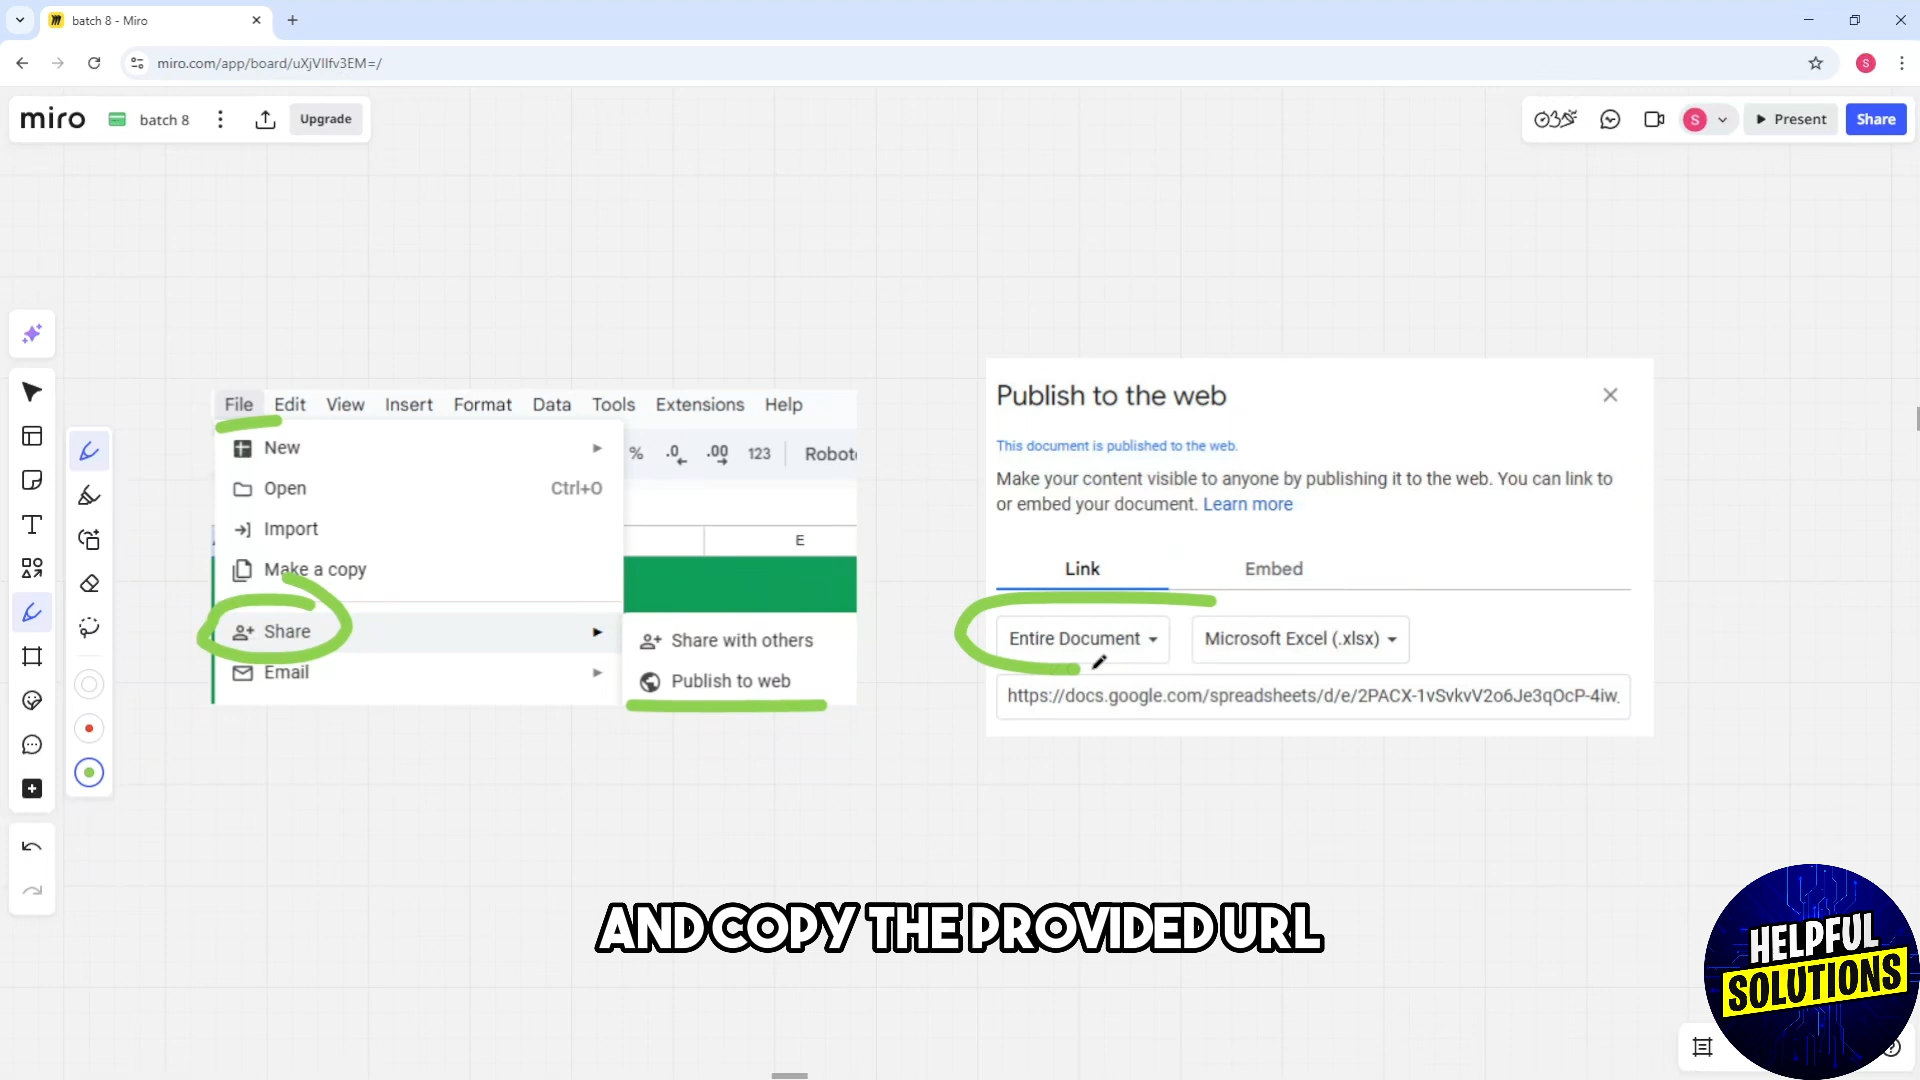 batch 8 - Miro
miro.com/app/board/uXjVIIfv3EM=/
miro
batch 8
Upgrade
S
S
Present
Share
File Edit View Insert Format Data Tools Extensions Help
New
% .0 .00 123
Open Ctrl+O
Import
E
Make a copy
Share
Share with others
Email
Publish to web
Publish to the web
This document is published to the web.
Make your content visible to anyone by publishing it to the web. You can link to
or embed your document. Learn more
Link Embed
Entire Document Microsoft Excel (.xlsx)
https://docs.google.com/spreadsheets/d/e/2PACX-1vSvkvV2o6Je3qOcP-4iw
AND COPY THE PROVIDED URL
HELPFUL
SOLUTIONS